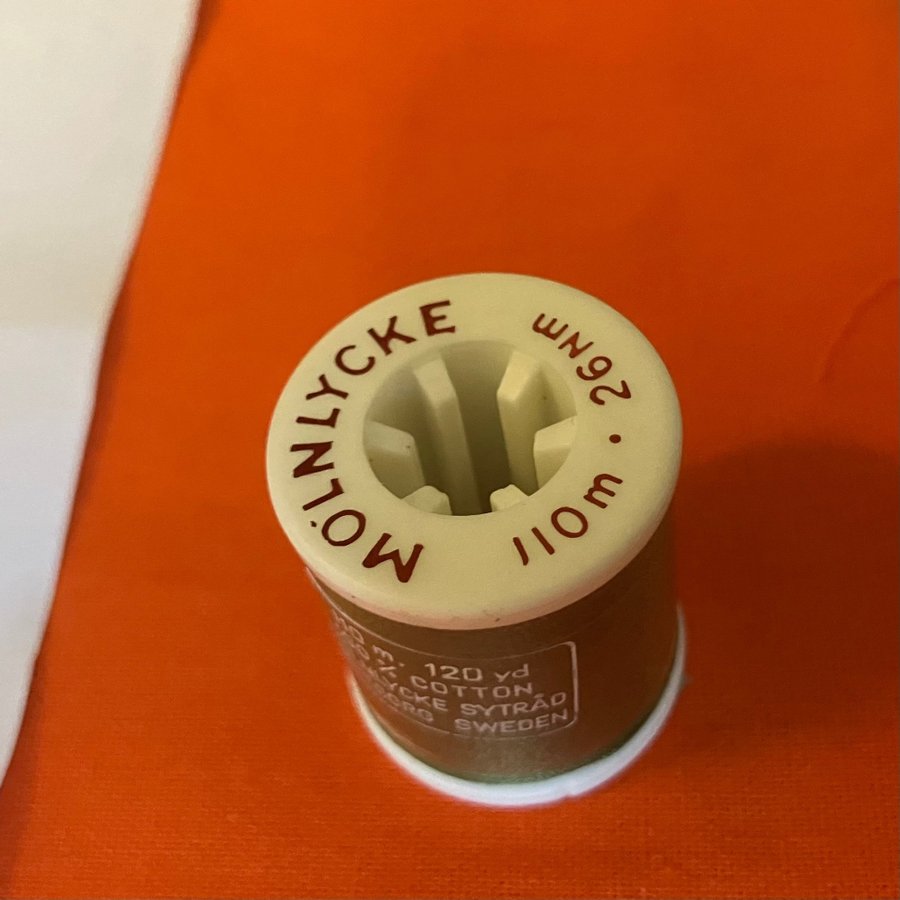 MÖLNLYCKE
110m · 26Nm
120 yd
COTTON
SYTRÅD
SWEDEN